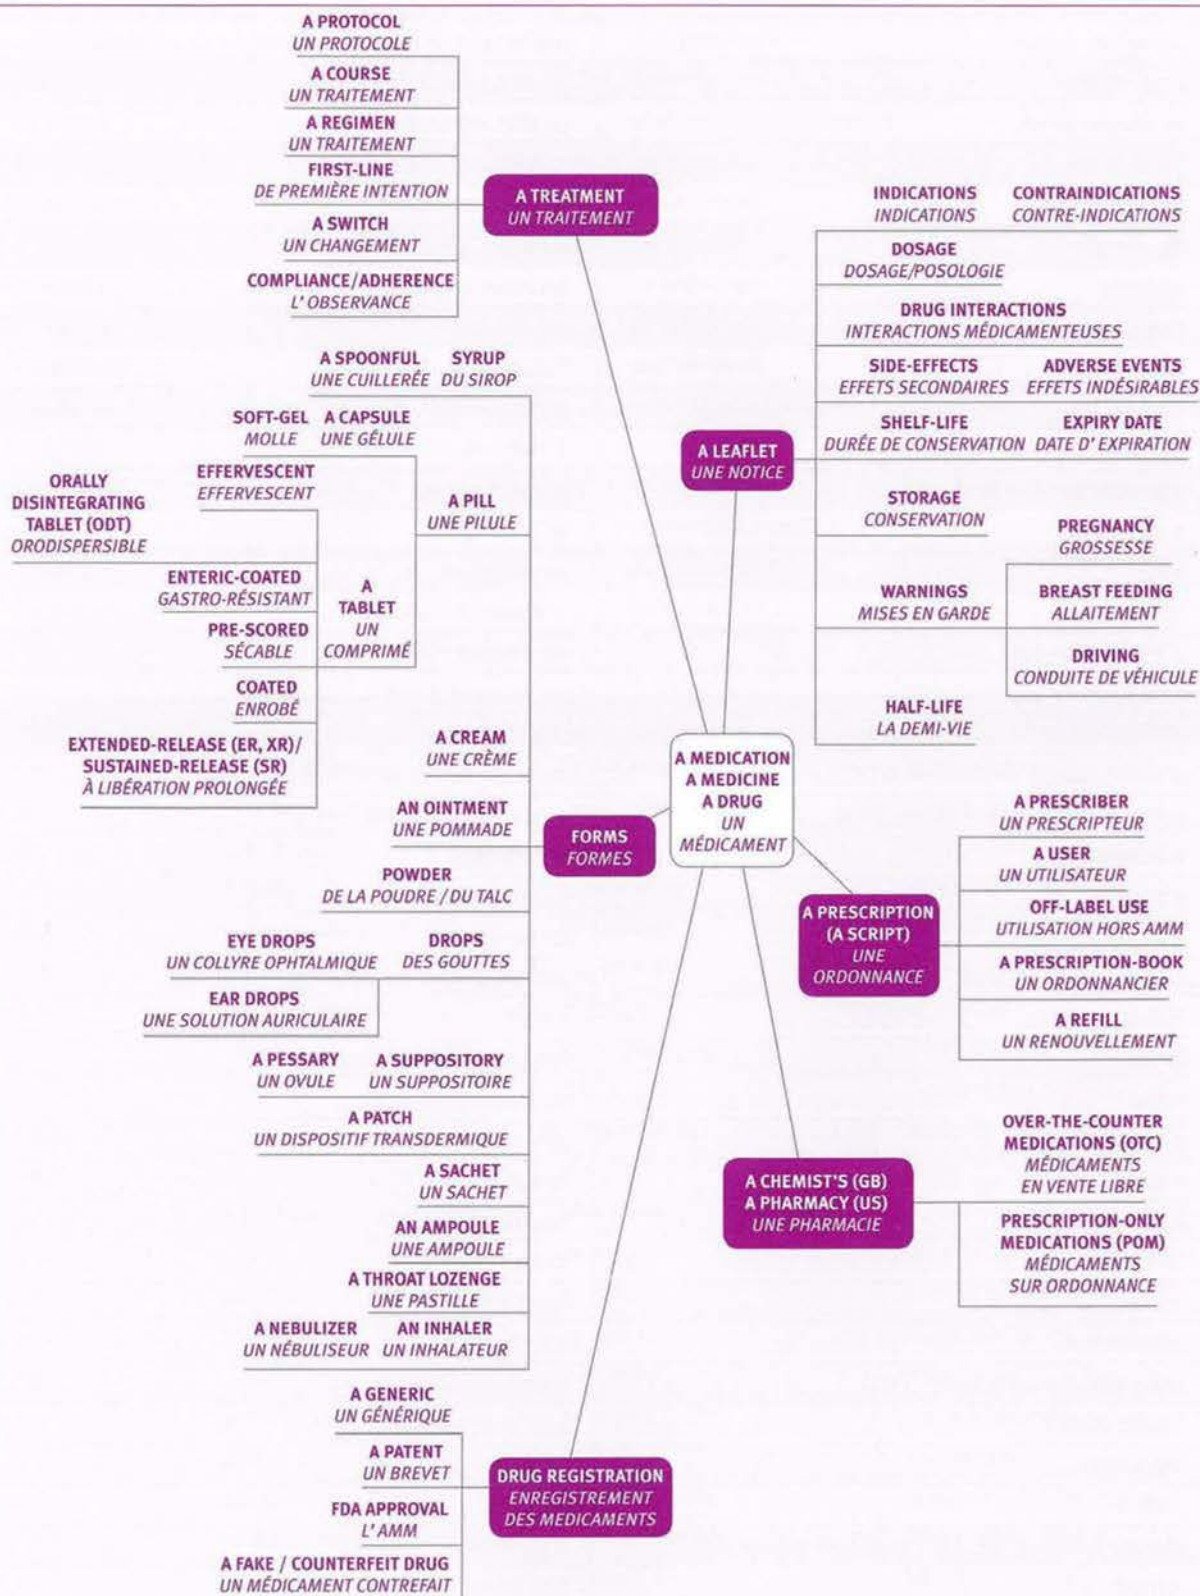 A PROTOCOL
UN PROTOCOLE
A COURSE
UN TRAITEMENT
A REGIMEN
UN TRAITEMENT
FIRST-LINE
DE PREMIÈRE INTENTION
A SWITCH
UN CHANGEMENT
COMPLIANCE/ADHERENCE
L' OBSERVANCE
A TREATMENT
UN TRAITEMENT
INDICATIONS CONTRAINDICATIONS
INDICATIONS CONTRE-INDICATIONS
DOSAGE
DOSAGE/POSOLOGIE
DRUG INTERACTIONS
INTERACTIONS MÉDICAMENTEUSES
SIDE-EFFECTS ADVERSE EVENTS
EFFETS SECONDAIRES EFFETS INDÉSIRABLES
SHELF-LIFE EXPIRY DATE
DURÉE DE CONSERVATION DATE D' EXPIRATION
A LEAFLET
UNE NOTICE
STORAGE
CONSERVATION
PREGNANCY
GROSSESSE
WARNINGS
MISES EN GARDE
BREAST FEEDING
ALLAITEMENT
DRIVING
CONDUITE DE VÉHICULE
HALF-LIFE
LA DEMI-VIE
A SPOONFUL SYRUP
UNE CUILLERÉE DU SIROP
SOFT-GEL A CAPSULE
MOLLE UNE GÉLULE
EFFERVESCENT
EFFERVESCENT
ORALLY
DISINTEGRATING
TABLET (ODT)
ORODISPERSIBLE
A PILL
UNE PILULE
ENTERIC-COATED
GASTRO-RÉSISTANT
A
TABLET
UN
COMPRIMÉ
PRE-SCORED
SÉCABLE
COATED
ENROBÉ
EXTENDED-RELEASE (ER, XR)/
SUSTAINED-RELEASE (SR)
À LIBÉRATION PROLONGÉE
A CREAM
UNE CRÈME
AN OINTMENT
UNE POMMADE
POWDER
DE LA POUDRE / DU TALC
FORMS
FORMES
A MEDICATION
A MEDICINE
A DRUG
UN
MÉDICAMENT
EYE DROPS DROPS
UN COLLYRE OPHTALMIQUE DES GOUTTES
EAR DROPS
UNE SOLUTION AURICULAIRE
A PESSARY A SUPPOSITORY
UN OVULE UN SUPPOSITOIRE
A PATCH
UN DISPOSITIF TRANSDERMIQUE
A SACHET
UN SACHET
AN AMPOULE
UNE AMPOULE
A THROAT LOZENGE
UNE PASTILLE
A NEBULIZER AN INHALER
UN NÉBULISEUR UN INHALATEUR
A PRESCRIBER
UN PRESCRIPTEUR
A USER
UN UTILISATEUR
OFF-LABEL USE
UTILISATION HORS AMM
A PRESCRIPTION-BOOK
UN ORDONNANCIER
A REFILL
UN RENOUVELLEMENT
A PRESCRIPTION
(A SCRIPT)
UNE
ORDONNANCE
A CHEMIST'S (GB)
A PHARMACY (US)
UNE PHARMACIE
OVER-THE-COUNTER
MEDICATIONS (OTC)
MÉDICAMENTS
EN VENTE LIBRE
PRESCRIPTION-ONLY
MEDICATIONS (POM)
MÉDICAMENTS
SUR ORDONNANCE
A GENERIC
UN GÉNÉRIQUE
A PATENT
UN BREVET
FDA APPROVAL
L' AMM
A FAKE / COUNTERFEIT DRUG
UN MÉDICAMENT CONTREFAIT
DRUG REGISTRATION
ENREGISTREMENT
DES MEDICAMENTS